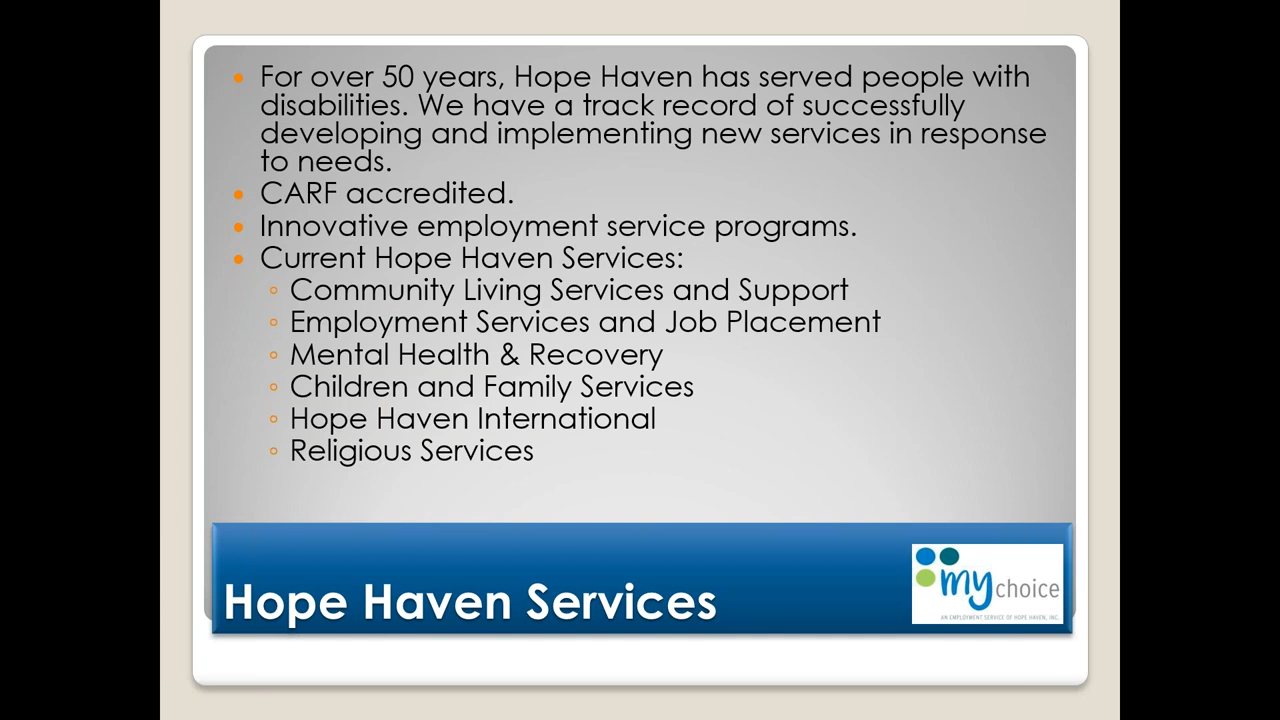 For over 50 years, Hope Haven has served people with
disabilities. We have a track record of successfully
developing and implementing new services in response
to needs.
CARF accredited.
Innovative employment service programs.
Current Hope Haven Services:
Community Living Services and Support
Employment Services and Job Placement
Mental Health & Recovery
Children and Family Services
Hope Haven International
Religious Services
Hope Haven Services
my choice
AN EMPLOYMENT SERVICE OF HOPE HAVEN, INC.